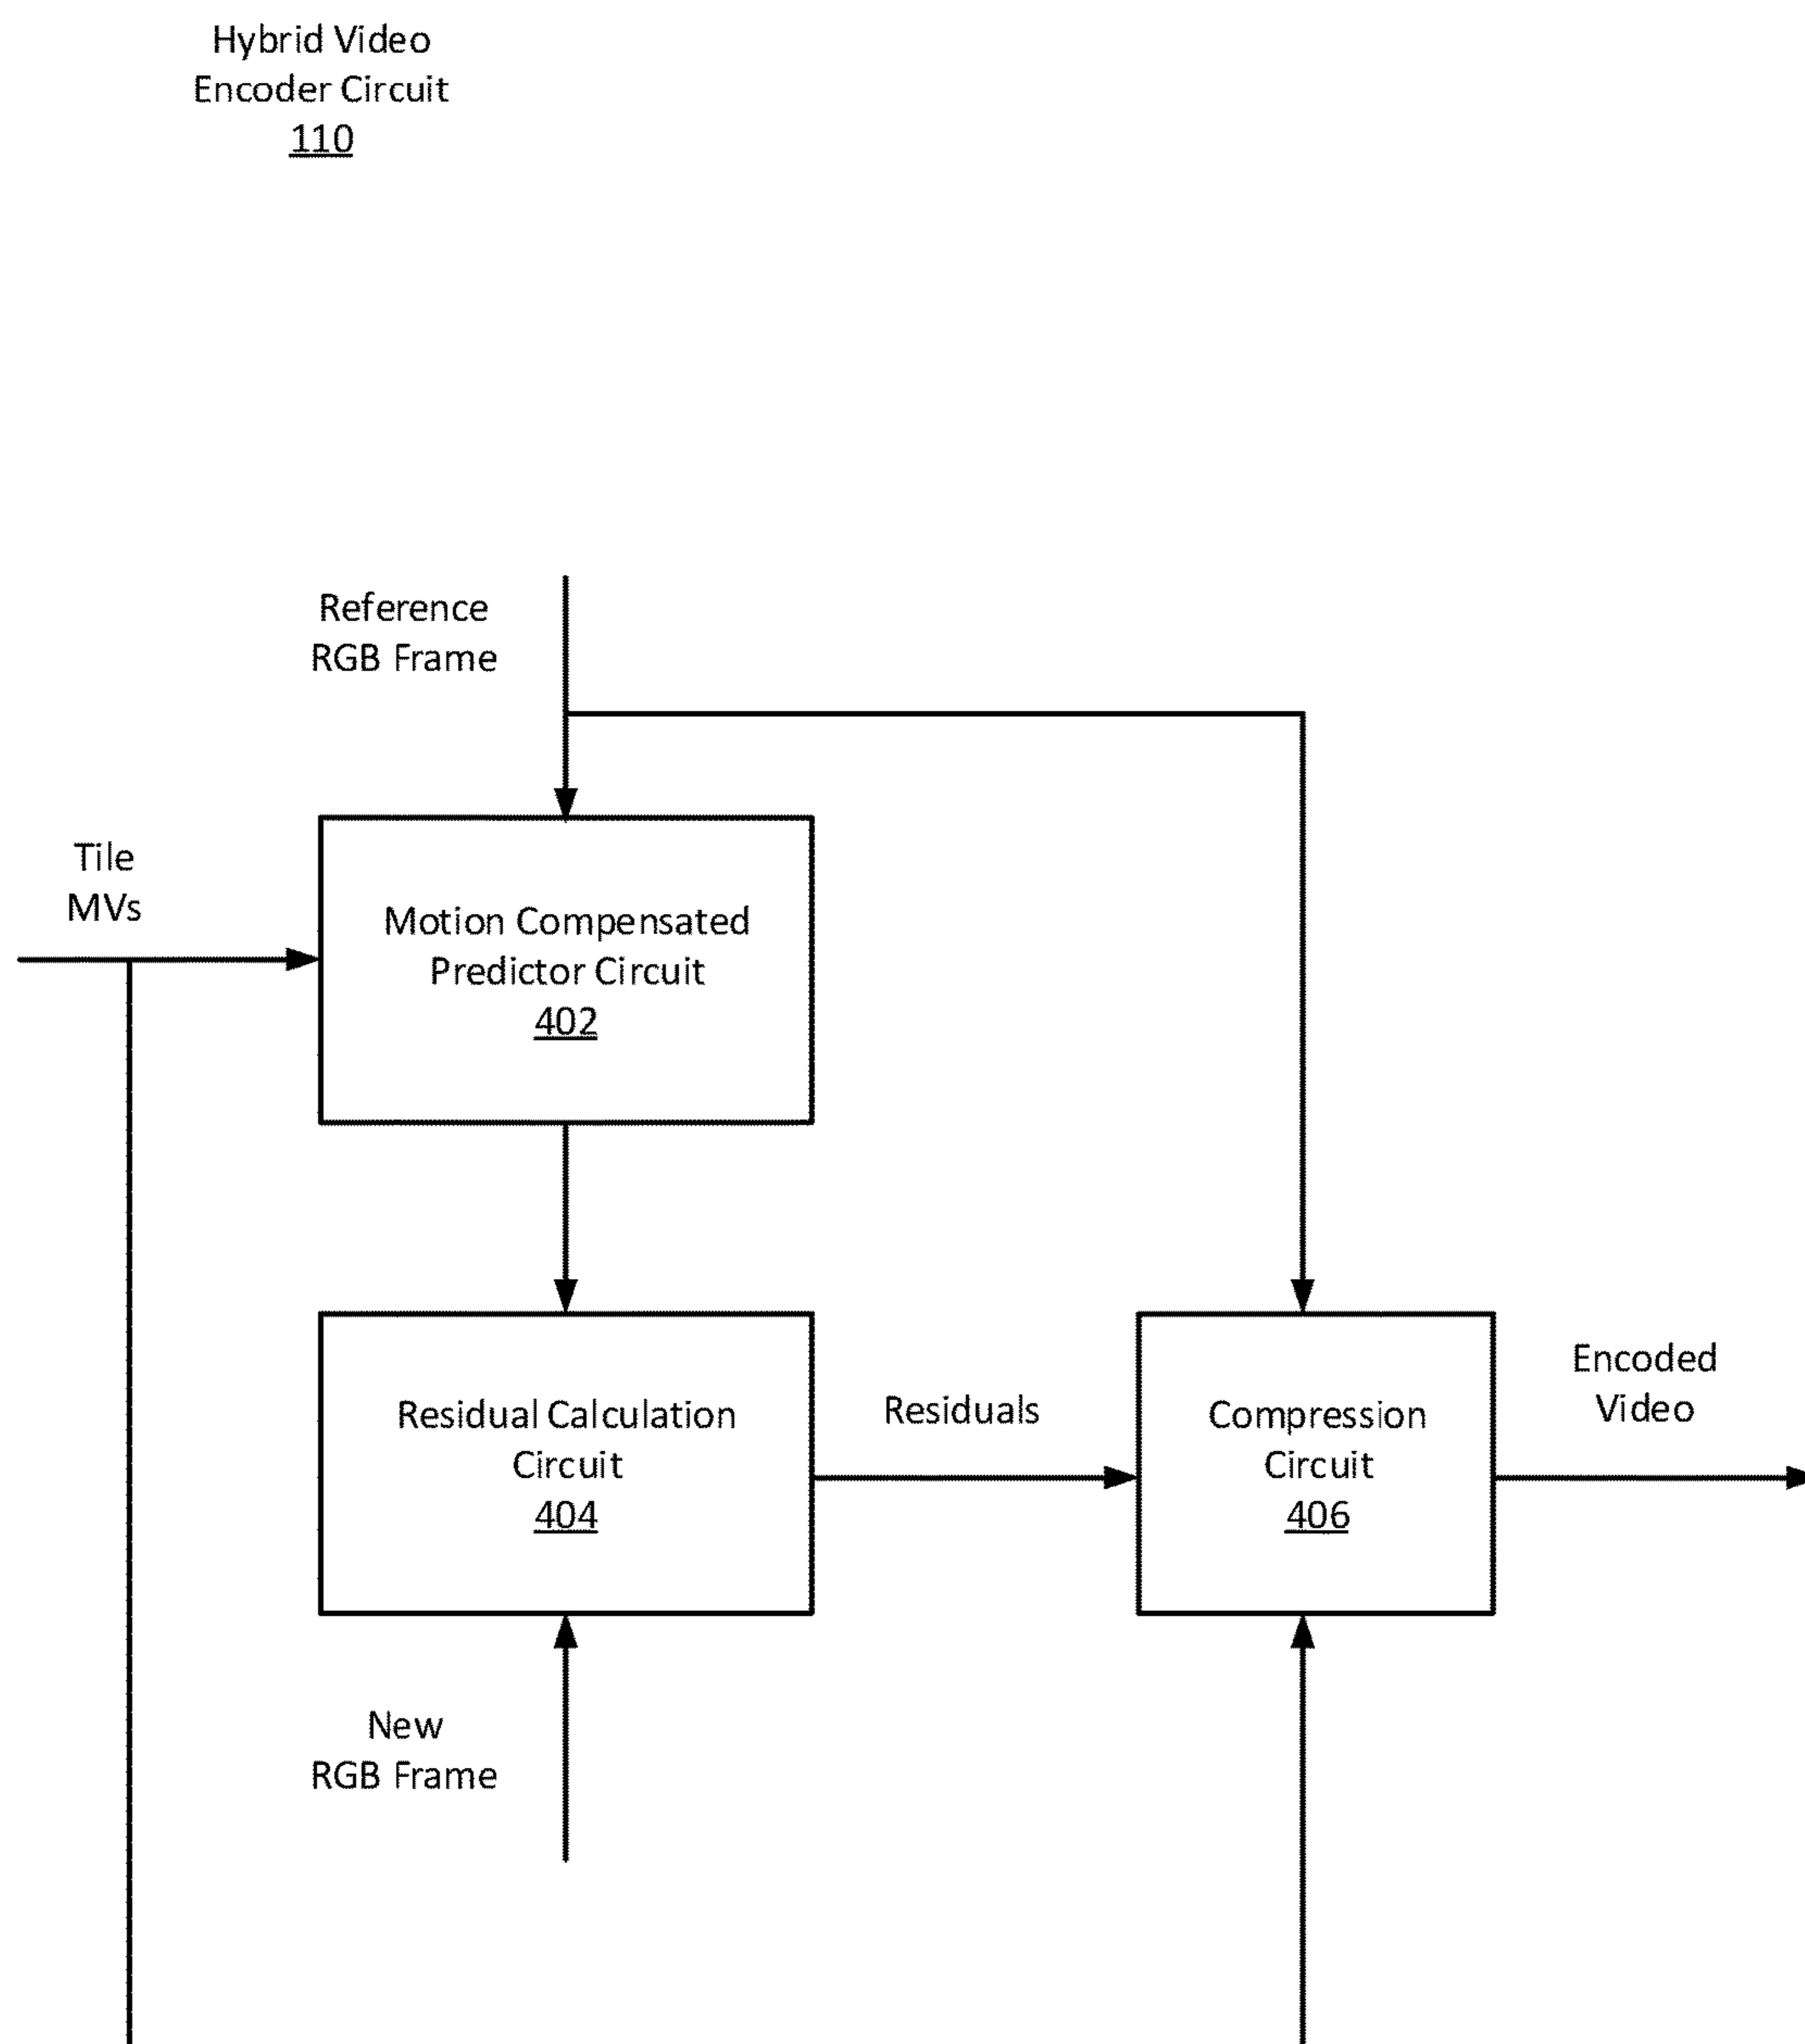 Hybrid Video
Encoder Circuit
110
Reference
RGB Frame
Tile
MVs
Motion Compensated
Predictor Circuit
402
Residual Calculation
Circuit
404
Residuals
Compression
Circuit
406
Encoded
Video
New
RGB Frame